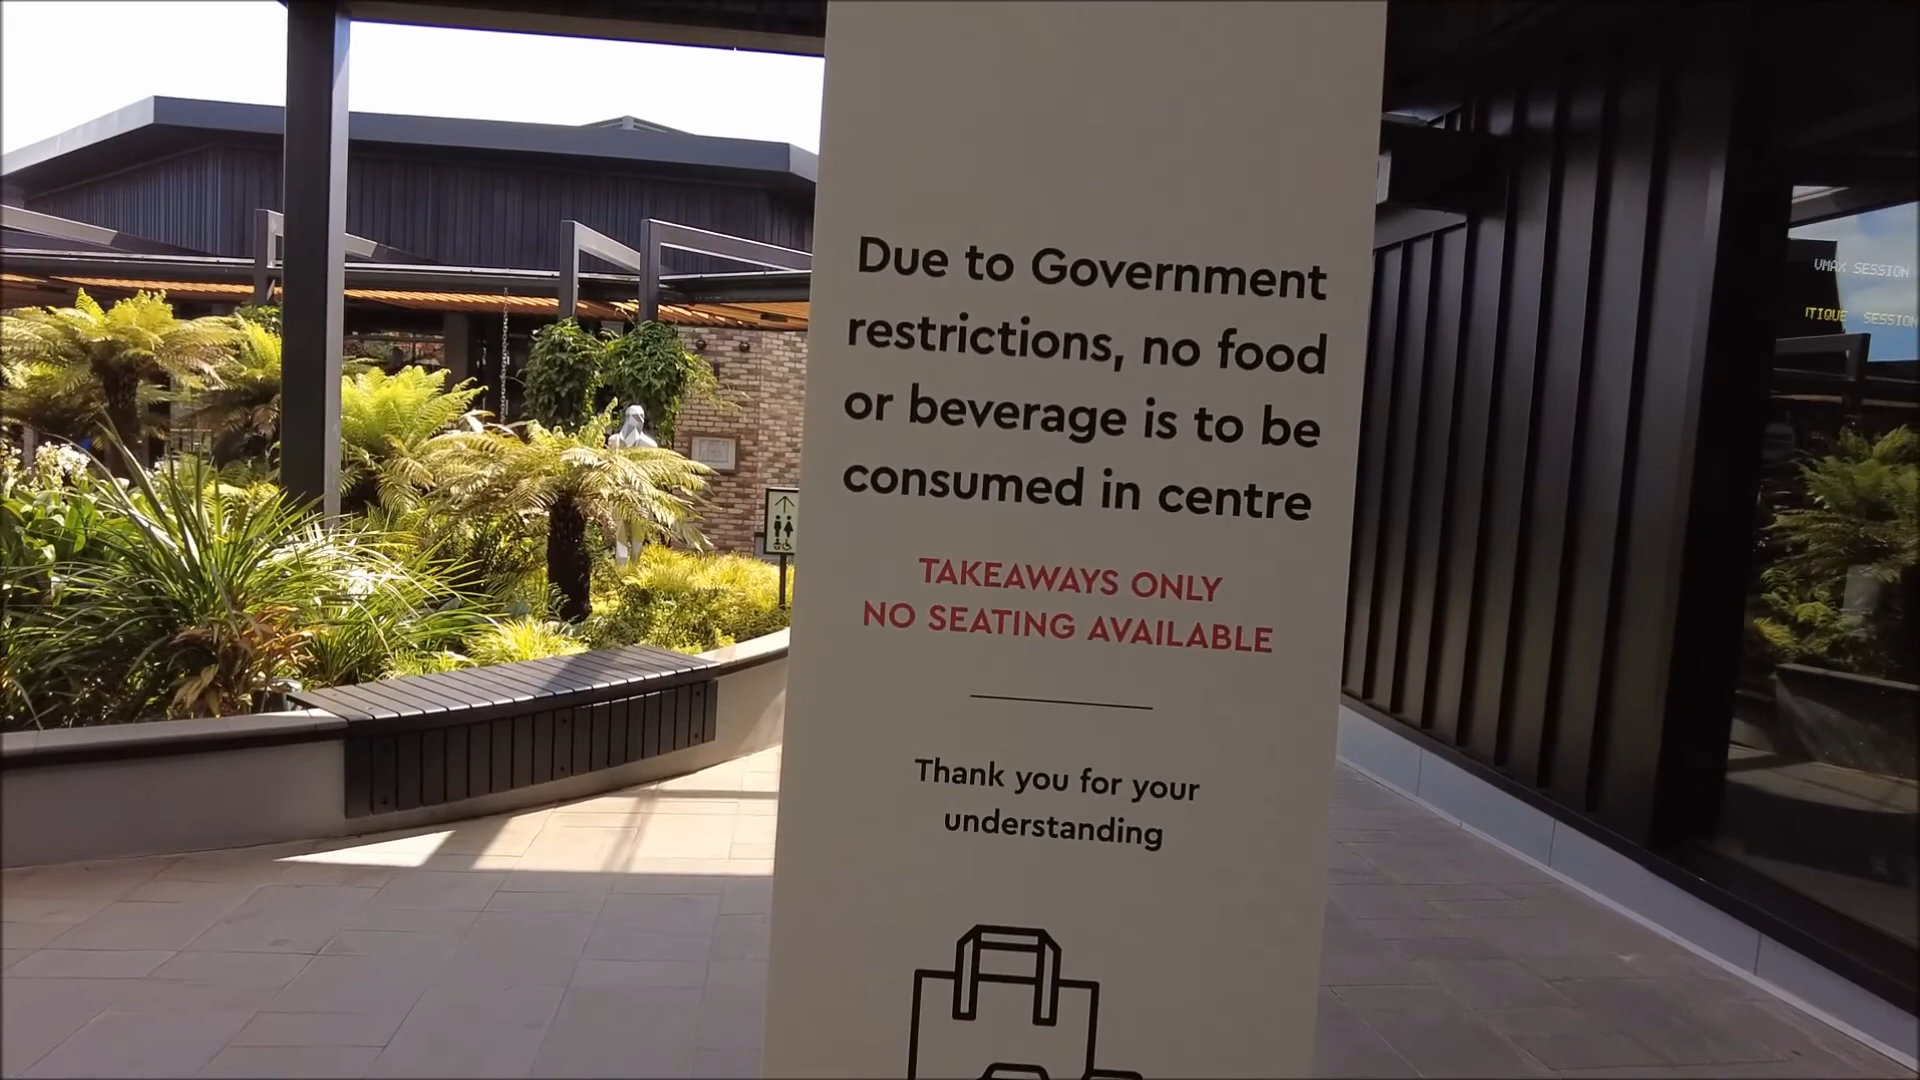 Due to Government
restrictions, no food
or beverage is to be
consumed in centre
TAKEAWAYS ONLY
NO SEATING AVAILABLE
Thank you for your
understanding
VMAX SESSION
SESSION